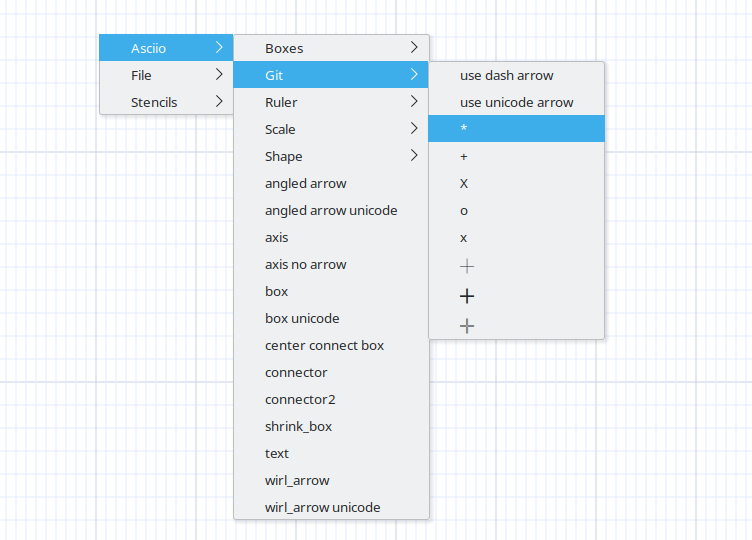 Asciio
File
Stencils
Boxes
Git
Ruler
Scale
Shape
angled arrow
angled arrow unicode
axis
axis no arrow
box
box unicode
center connect box
connector
connector2
shrink_box
text
wirl_arrow
wirl_arrow unicode
use dash arrow
use unicode arrow
*
+
X
o
x
┼
╋
╬